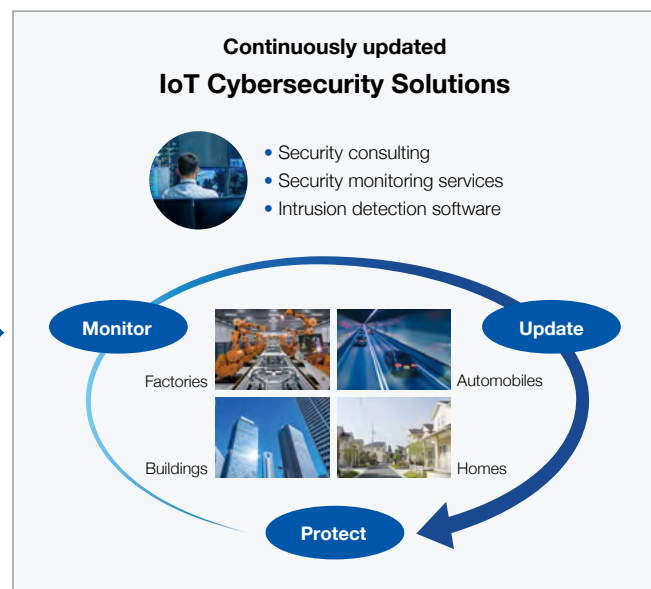 Continuously updated
IoT Cybersecurity Solutions
• Security consulting
• Security monitoring services
• Intrusion detection software
Monitor
Update
Factories
Automobiles
Buildings
Homes
Protect